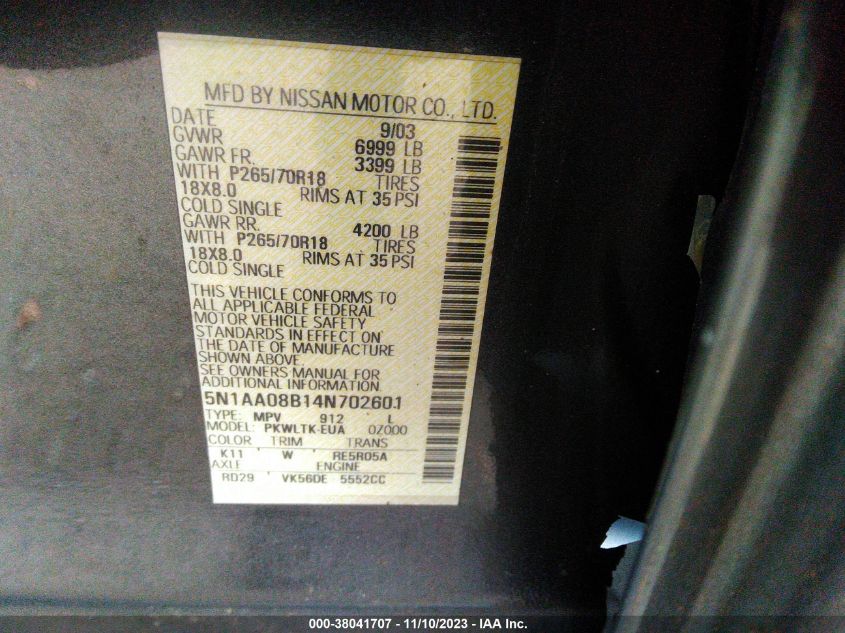 MFD BY NISSAN MOTOR CO., LTD.
DATE 9/03
GVWR 6999 LB
GAWR FR. 3399 LB
WITH P265/70R18 TIRES
18X8.0 RIMS AT 35 PSI
COLD SINGLE
GAWR RR. 4200 LB
WITH P265/70R18 TIRES
18X8.0 RIMS AT 35 PSI
COLD SINGLE
THIS VEHICLE CONFORMS TO
ALL APPLICABLE FEDERAL
MOTOR VEHICLE SAFETY
STANDARDS IN EFFECT ON
THE DATE OF MANUFACTURE
SHOWN ABOVE.
SEE OWNERS MANUAL FOR
ADDITIONAL INFORMATION.
5N1AA08B14N702601
TYPE: MPV 912 L
MODEL: PKWLTK-EUA 0Z000
COLOR TRIM TRANS
K11 W RE5R05A
AXLE ENGINE
RD29 VK56DE 5552CC
000-38041707 - 11/10/2023 - IAA Inc.